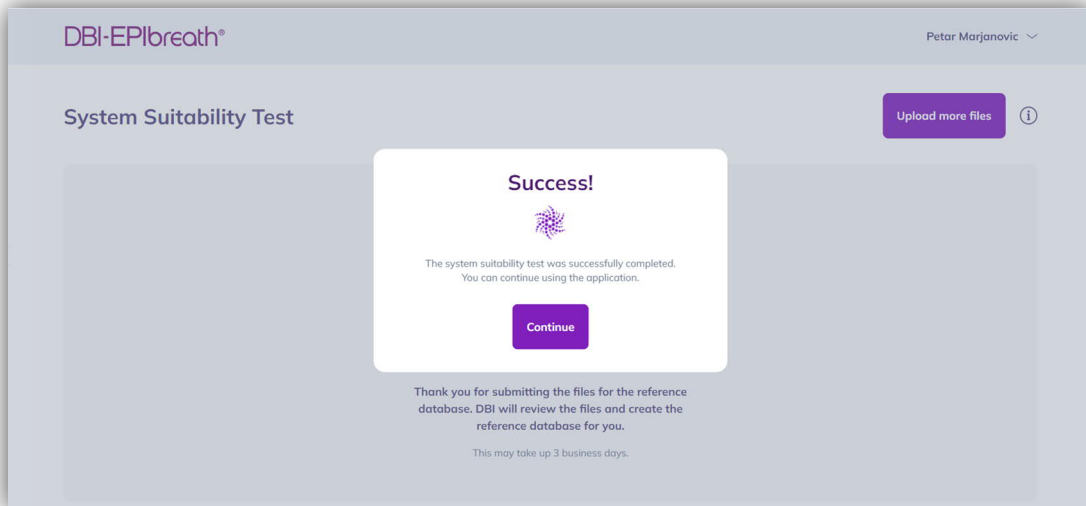 DBI-EPIbreath®
Petar Marjanovic
System Suitability Test
Upload more files
Success!
The system suitability test was successfully completed.
You can continue using the application.
Continue
Thank you for submitting the files for the reference
database. DBI will review the files and create the
reference database for you.
This may take up 3 business days.